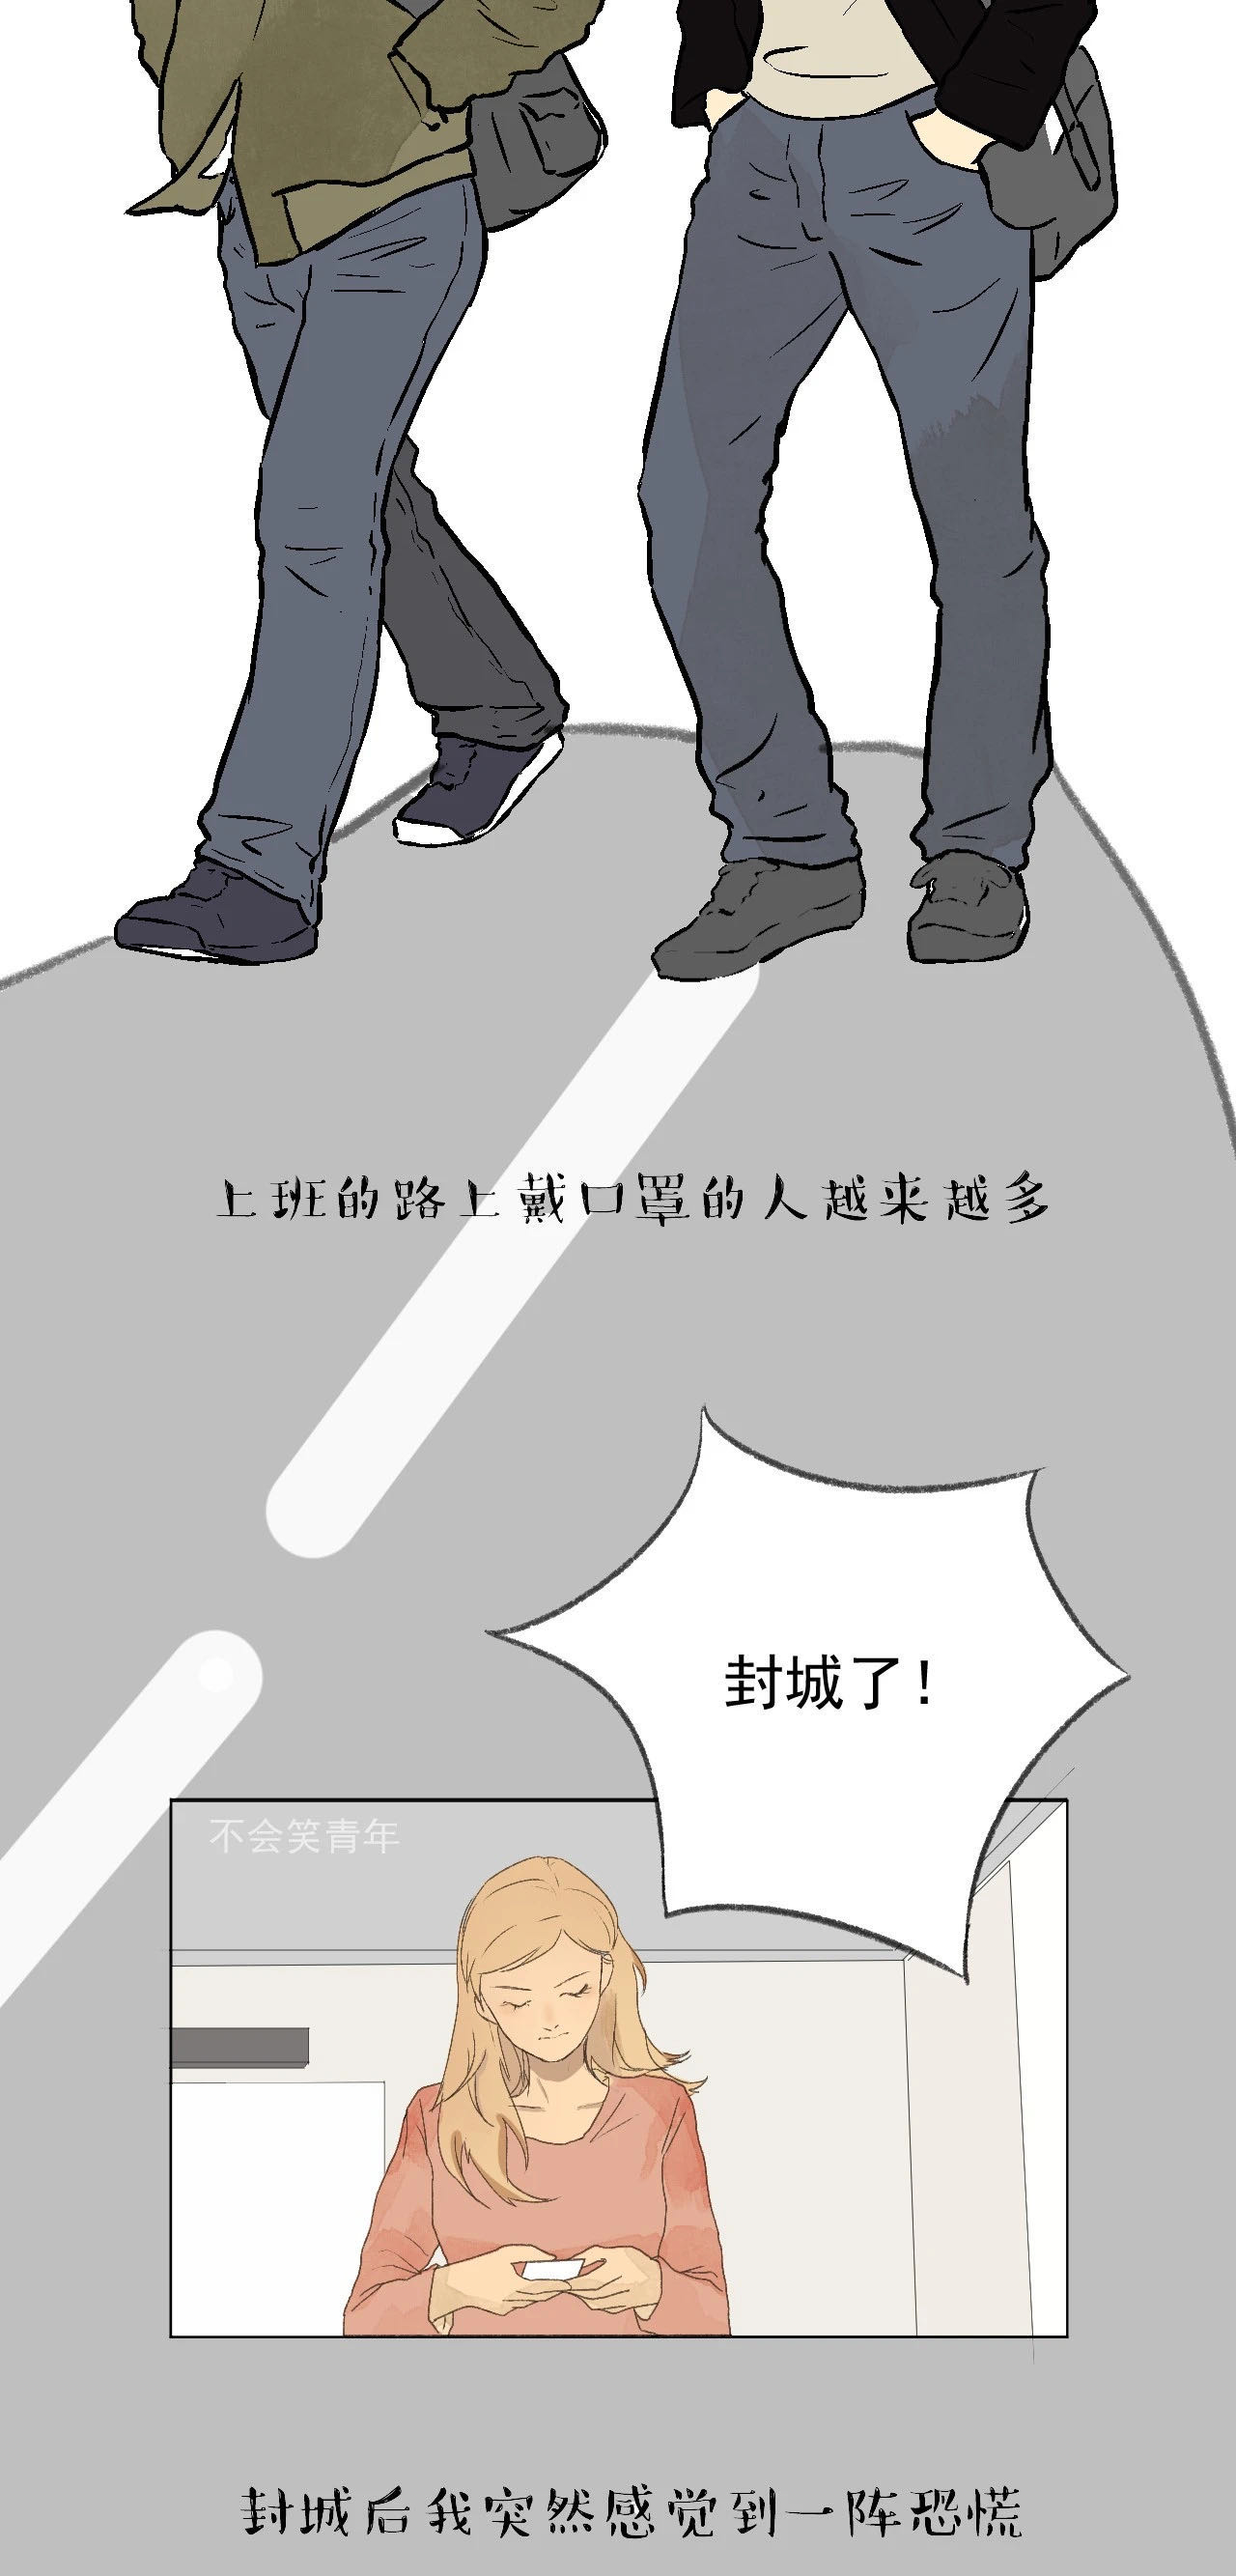 上班的路上戴口罩的人越来越多
封城了！
不会笑青年
封城后我突然感觉到一阵恐慌